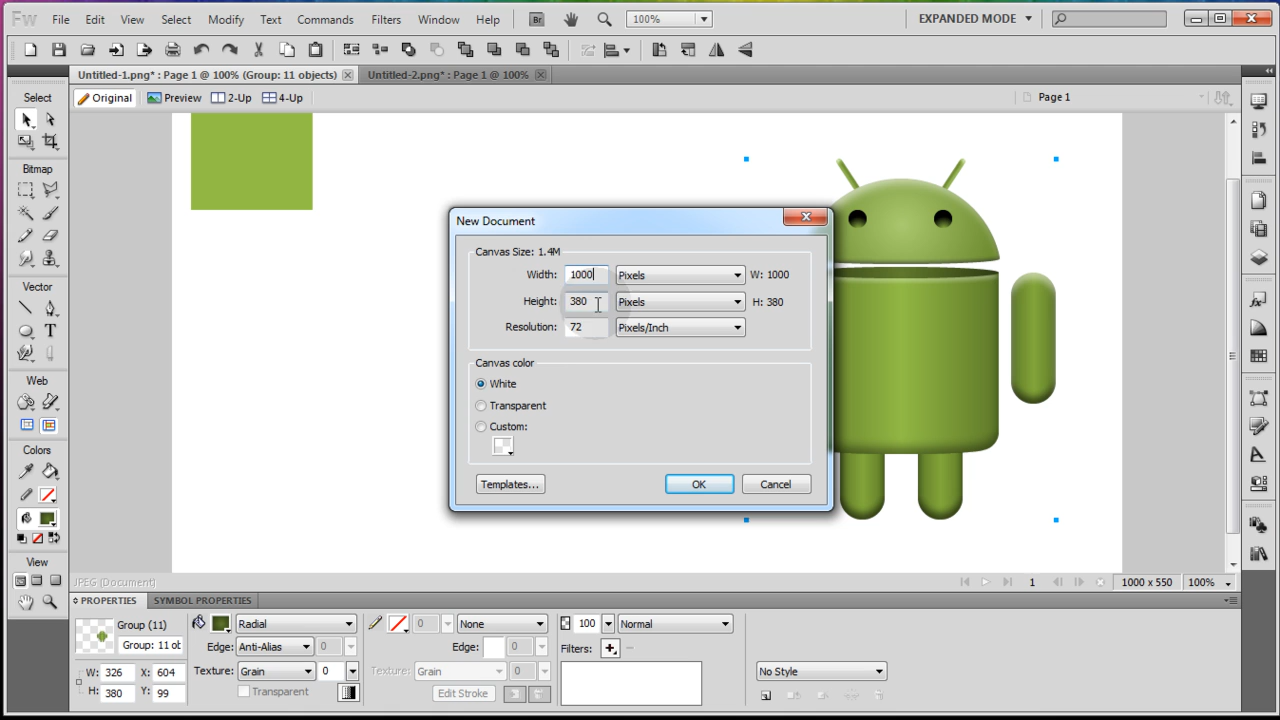 Fw File Edit View Select Modify Text Commands Filters Window Help Br 100% EXPANDED MODE
Untitled-1.png* : Page 1 @ 100% (Group: 11 objects) Untitled-2.png* : Page 1 @ 100%
Original Preview 2-Up 4-Up Page 1
Select
Bitmap
Vector
Web
Colors
View
New Document
Canvas Size: 1.4M
Width: 1000 Pixels W: 1000
Height: 380 Pixels H: 380
Resolution: 72 Pixels/Inch
Canvas color
White
Transparent
Custom:
Templates... OK Cancel
JPEG (Document) 1 1000 x 550 100%
PROPERTIES SYMBOL PROPERTIES
Group (11) Radial 0 None 100 Normal
Group: 11 ob Edge: Anti-Alias 0 Edge: 0 Filters:
W: 326 X: 604 Texture: Grain 0 Texture: Grain 0 No Style
H: 380 Y: 99 Transparent Edit Stroke